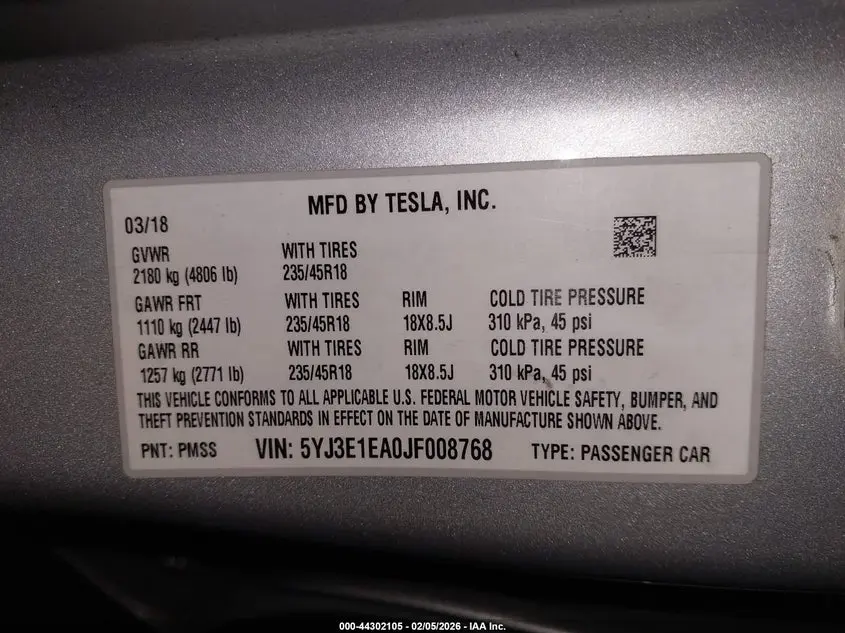 MFD BY TESLA, INC.
03/18
GVWR WITH TIRES
2180 kg (4806 lb) 235/45R18
GAWR FRT WITH TIRES RIM COLD TIRE PRESSURE
1110 kg (2447 lb) 235/45R18 18X8.5J 310 kPa, 45 psi
GAWR RR WITH TIRES RIM COLD TIRE PRESSURE
1257 kg (2771 lb) 235/45R18 18X8.5J 310 kPa, 45 psi
THIS VEHICLE CONFORMS TO ALL APPLICABLE U.S. FEDERAL MOTOR VEHICLE SAFETY, BUMPER, AND
THEFT PREVENTION STANDARDS IN EFFECT ON THE DATE OF MANUFACTURE SHOWN ABOVE.
PNT: PMSS VIN: 5YJ3E1EA0JF008768 TYPE: PASSENGER CAR
000-44302105 - 02/05/2026 - IAA Inc.